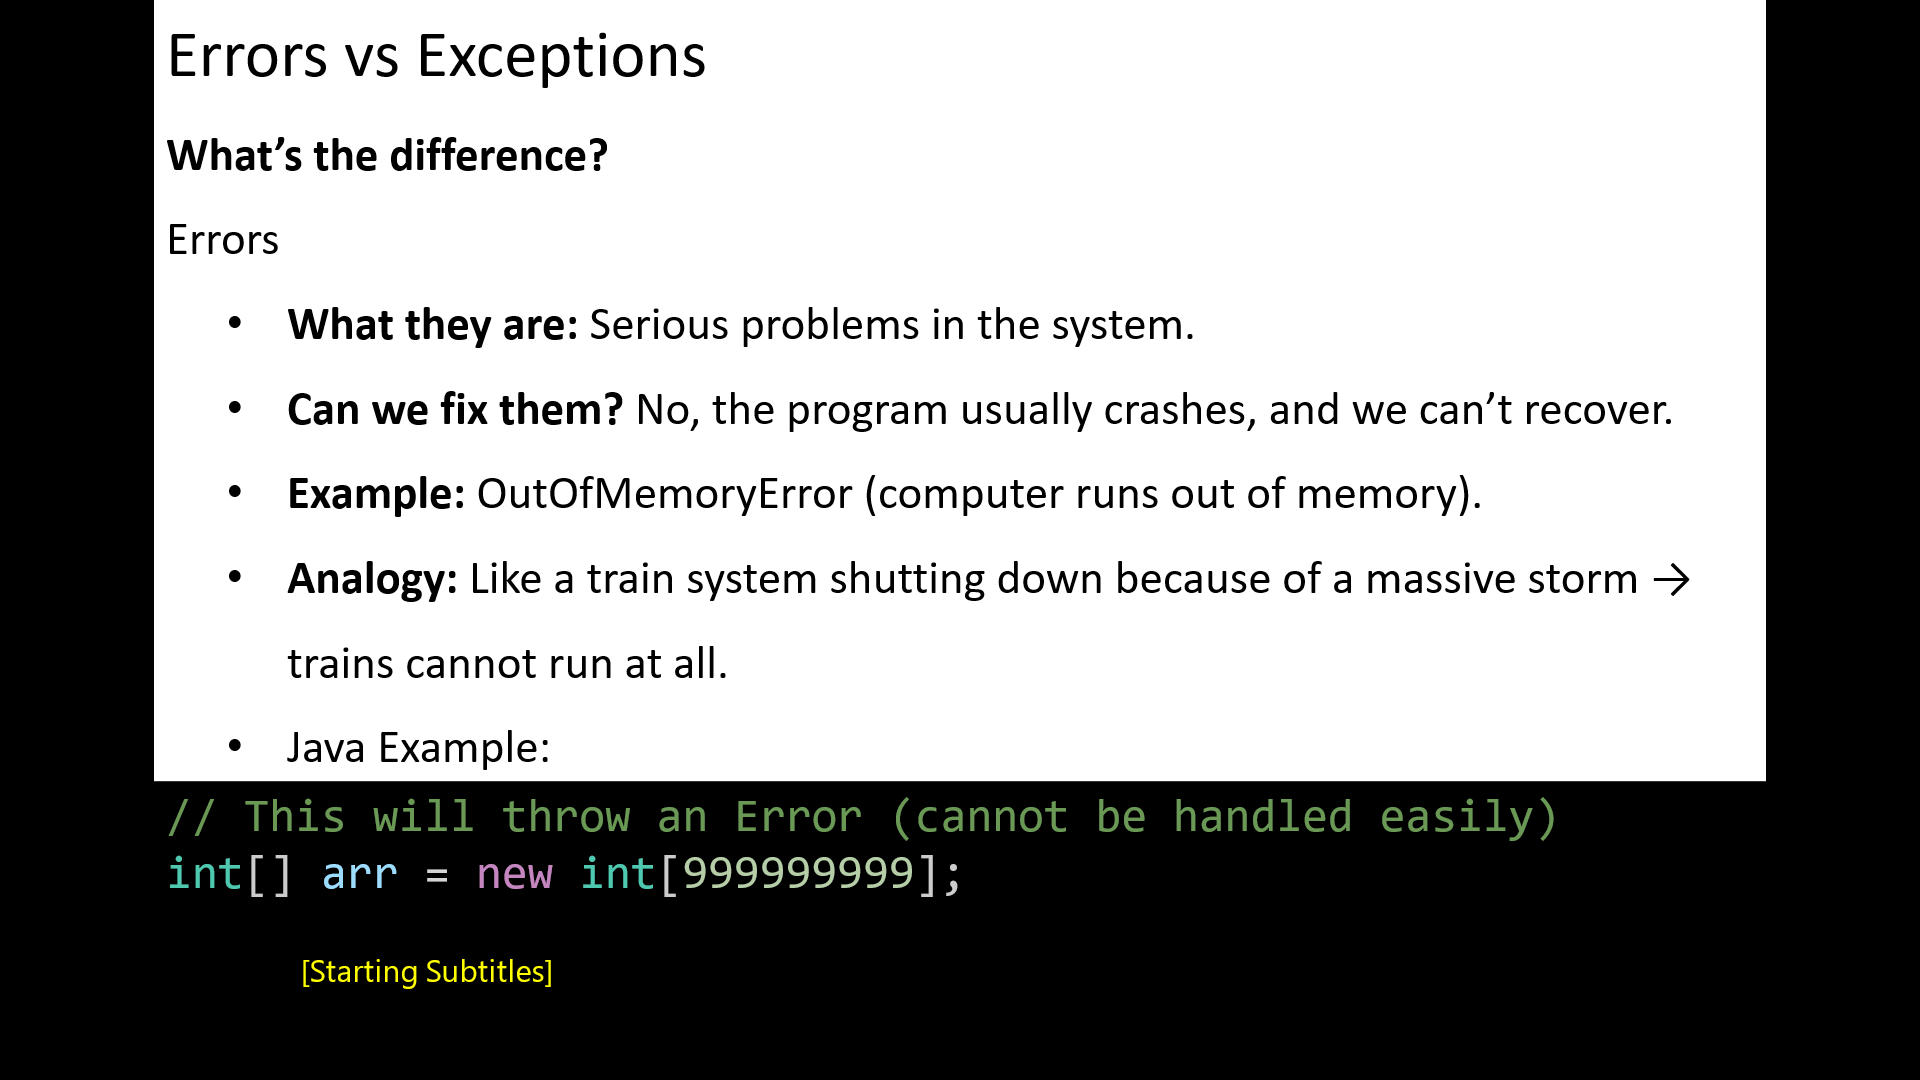 Errors vs Exceptions
What’s the difference?
Errors
• What they are: Serious problems in the system.
• Can we fix them? No, the program usually crashes, and we can’t recover.
• Example: OutOfMemoryError (computer runs out of memory).
• Analogy: Like a train system shutting down because of a massive storm →
trains cannot run at all.
• Java Example:
// This will throw an Error (cannot be handled easily)
int[] arr = new int[999999999];
[Starting Subtitles]